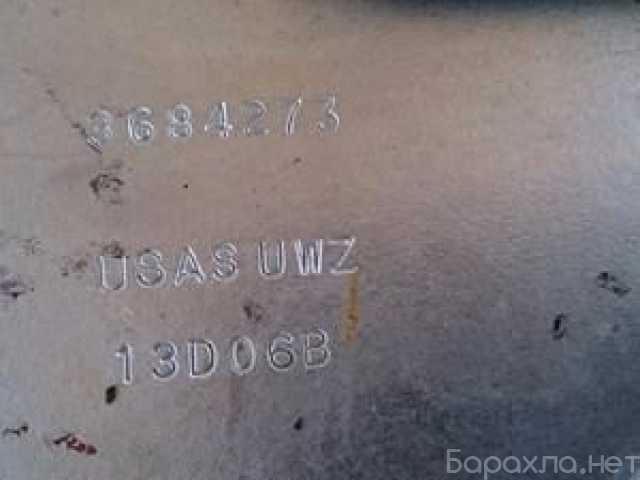 3684273
USAS UWZ
13D06B
Барахла.нет